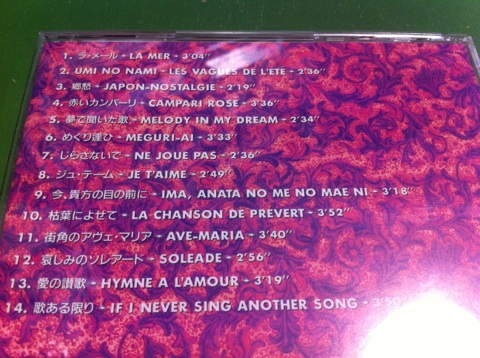 1. ラ・メール - LA MER - 3'04"
2. UMI NO NAMI - LES VAGUES DE L'ETE - 2'36"
3. 郷愁 - JAPON-NOSTALGIE - 2'19"
4. 赤いカンパーリ - CAMPARI ROSE - 3'36"
5. 夢で聞いた歌 - MELODY IN MY DREAM - 2'34"
6. めぐり逢ひ - MEGURI-AI - 3'33"
7. じらさないで - NE JOUE PAS - 2'36"
8. ジュ・テーム - JE T'AIME - 2'49"
9. 今、貴方の目の前に - IMA, ANATA NO ME NO MAE NI - 3'18"
10. 枯葉によせて - LA CHANSON DE PREVERT - 3'52"
11. 街角のアヴェ・マリア - AVE-MARIA - 3'40"
12. 哀しみのソレアード - SOLEADE - 2'56"
13. 愛の讃歌 - HYMNE A L'AMOUR - 3'19"
14. 歌ある限り - IF I NEVER SING ANOTHER SONG - 3'50"